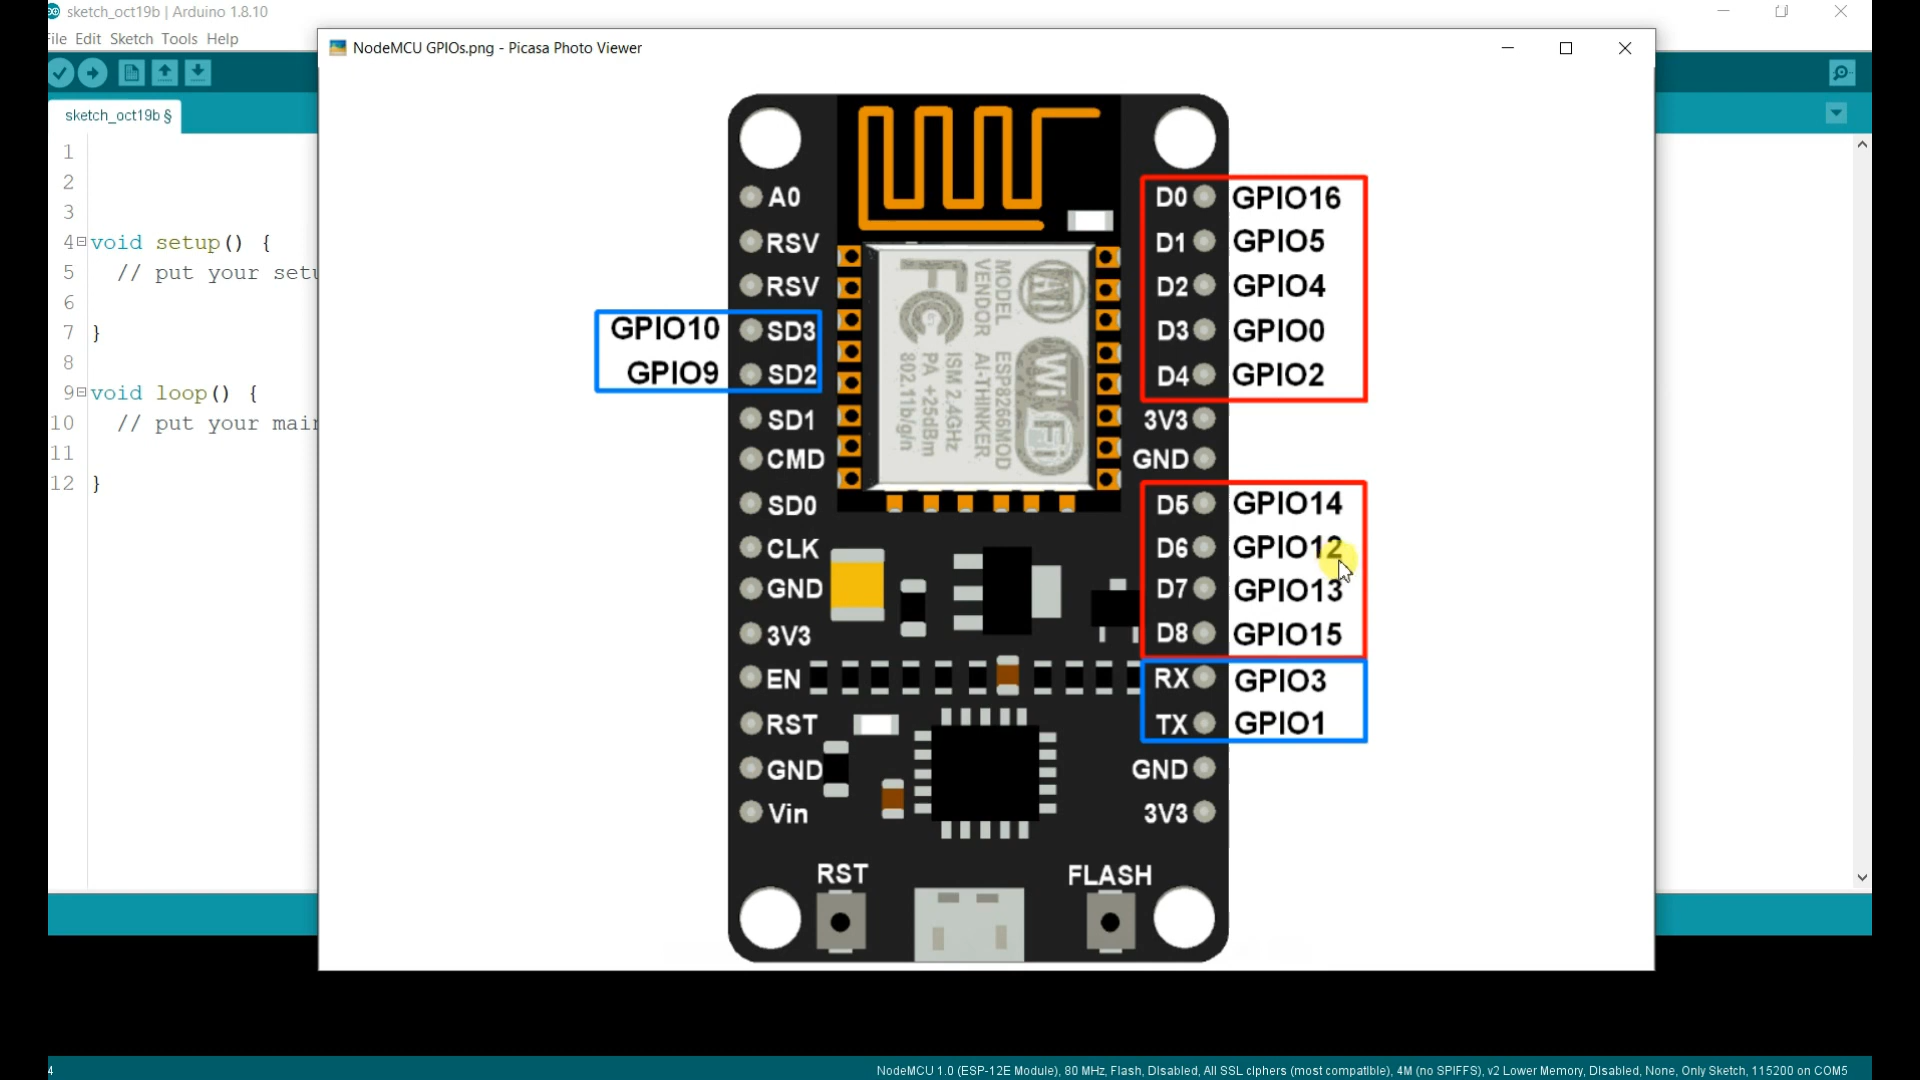 sketch_oct19b | Arduino 1.8.10
File Edit Sketch Tools Help
NodeMCU GPIOs.png - Picasa Photo Viewer
sketch_oct19b §
1
2
3
4 void setup() {
5 // put your setu
6
7 }
8
9 void loop() {
10 // put your main
11
12 }
A0
RSV
RSV
GPIO10 SD3
GPIO9 SD2
SD1
CMD
SD0
CLK
GND
3V3
EN
RST
GND
Vin
MODEL ESP8266MOD
VENDOR AI-THINKER
ISM 2.4GHz
PA +25dBm
802.11b/g/n
FC
AI
Wi Fi
D0 GPIO16
D1 GPIO5
D2 GPIO4
D3 GPIO0
D4 GPIO2
3V3
GND
D5 GPIO14
D6 GPIO12
D7 GPIO13
D8 GPIO15
RX GPIO3
TX GPIO1
GND
3V3
RST
FLASH
4
NodeMCU 1.0 (ESP-12E Module), 80 MHz, Flash, Disabled, All SSL ciphers (most compatible), 4M (no SPIFFS), v2 Lower Memory, Disabled, None, Only Sketch, 115200 on COM5